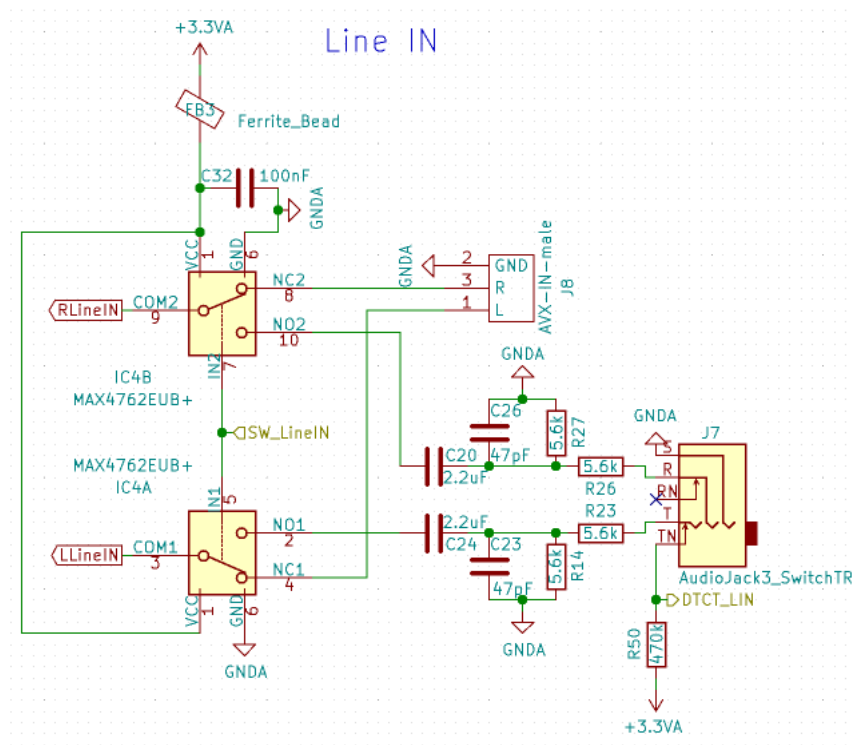 Line IN
+3.3VA
FB3
Ferrite_Bead
C32
100nF
GNDA
VCC
1
GND
6
RLineIN
COM2
9
NC2
8
NO2
10
IN2
7
IC4B
MAX4762EUB+
GNDA
2
GND
3
R
1
L
AVX-IN-male
J8
SW_LineIN
MAX4762EUB+
IC4A
IN1
5
LLineIN
COM1
3
NO1
2
NC1
4
VCC
1
GND
6
GNDA
GNDA
C26
47pF
5.6k
R27
C20
2.2uF
5.6k
R26
2.2uF
C24
C23
47pF
5.6k
R14
R23
5.6k
GNDA
GNDA
J7
S
R
RN
T
TN
AudioJack3_SwitchTR
DTCT_LIN
R50
470k
+3.3VA